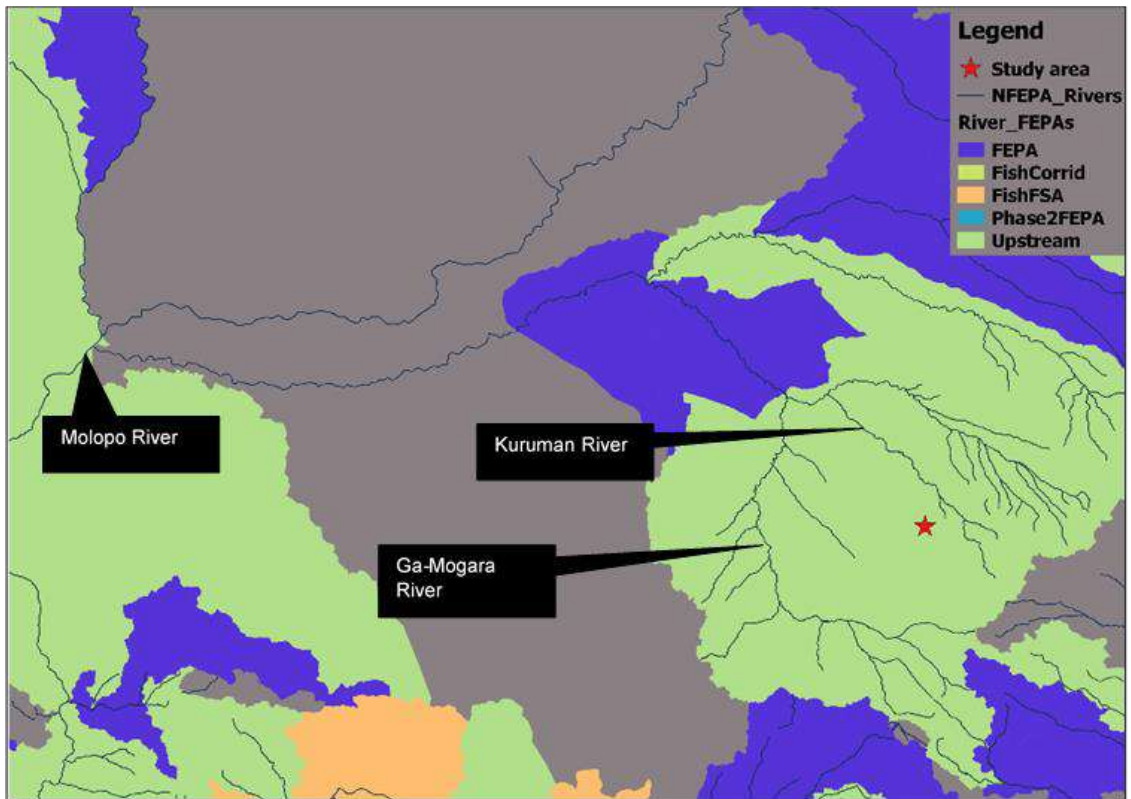 Legend
Study area
NFEPA_Rivers
River_FEPAs
FEPA
FishCorrid
FishFSA
Phase2FEPA
Upstream
Molopo River
Kuruman River
Ga-Mogara
River